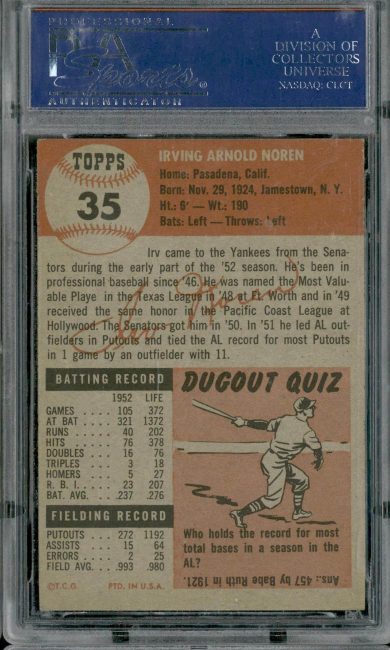 PROFESSIONAL
PSA
Sports
AUTHENTICATOR
A
DIVISION OF
COLLECTORS
UNIVERSE
NASDAQ: CLCT
TOPPS
35
IRVING ARNOLD NOREN
Home: Pasadena, Calif.
Born: Nov. 29, 1924, Jamestown, N. Y.
Ht.: 6' — Wt.: 190
Bats: Left — Throws: Left
Irv came to the Yankees from the Sena-
tors during the early part of the '52 season. He's been in
professional baseball since '46. He was named the Most Valu-
able Playe in the Texas League in '48 at Ft. Worth and in '49
received the same honor in the Pacific Coast League at
Hollywood. The Senators got him in '50. In '51 he led AL out-
fielders in Putouts and tied the AL record for most Putouts
in 1 game by an outfielder with 11.
Irv Noren
BATTING RECORD
1952 LIFE
GAMES 105 372
AT BAT 321 1372
RUNS 40 202
HITS 76 378
DOUBLES 16 76
TRIPLES 3 18
HOMERS 5 27
R. B. I. 23 207
BAT. AVG. .237 .276
FIELDING RECORD
PUTOUTS 272 1192
ASSISTS 15 64
ERRORS 2 25
FIELD AVG. .993 .980
©T.C.G. PTD. IN U.S.A.
DUGOUT QUIZ
Who holds the record for most
total bases in a season in the
AL?
Ans.: 457 by Babe Ruth in 1921.